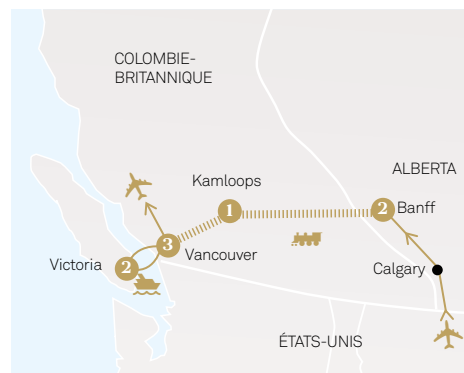 COLOMBIE-
BRITANNIQUE
ALBERTA
Kamloops
1
2 Banff
3
Vancouver
Victoria 2
Calgary
ÉTATS-UNIS